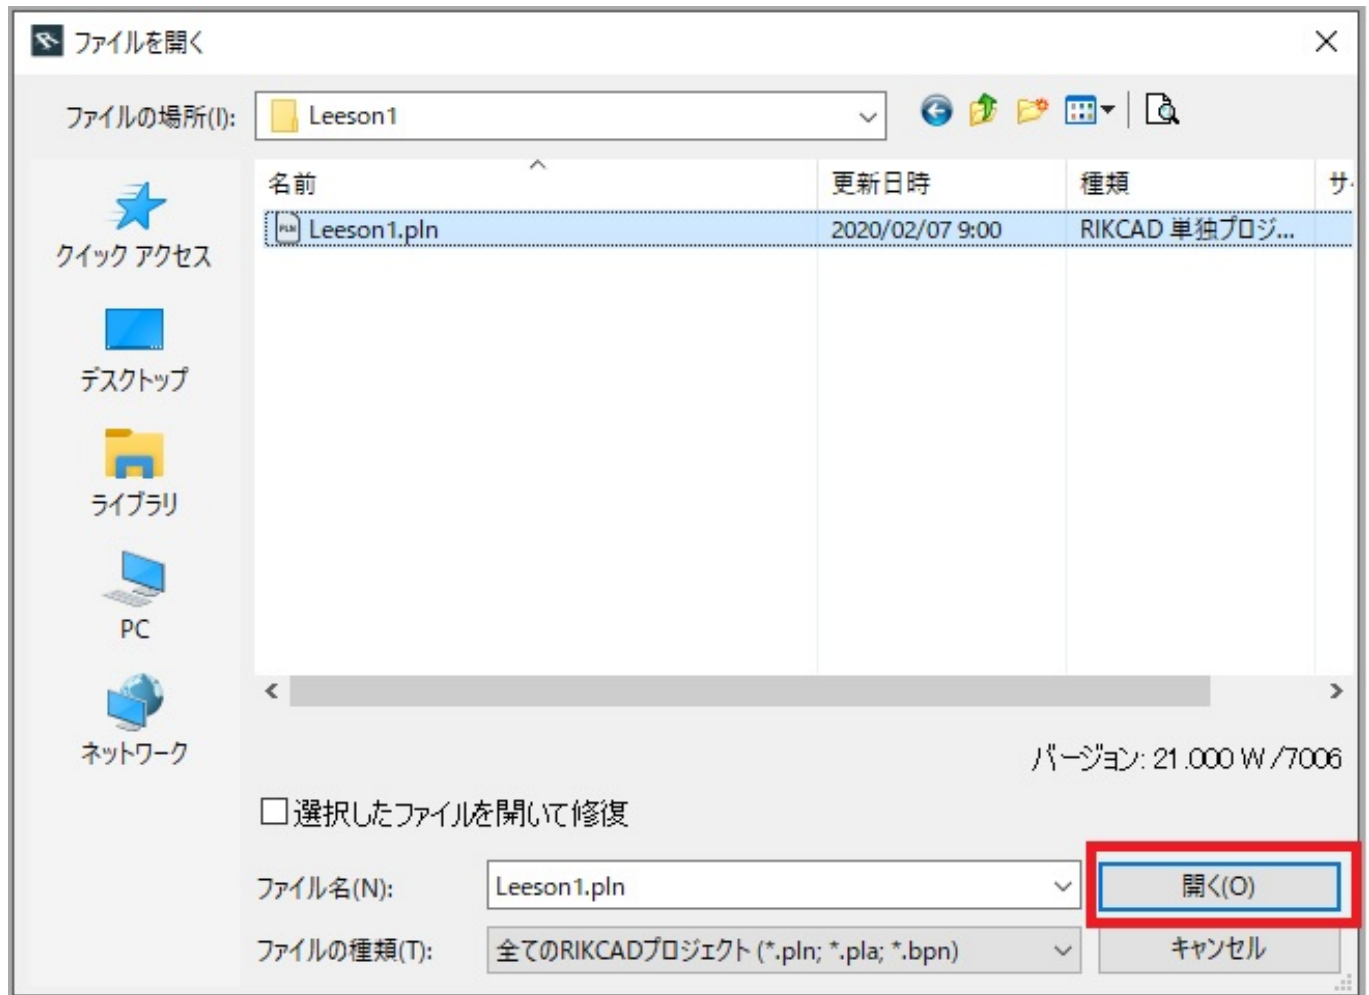 ファイルを開く
ファイルの場所(I): Leeson1
名前 更新日時 種類
Leeson1.pln 2020/02/07 9:00 RIKCAD 単独プロジ...
クイック アクセス
デスクトップ
ライブラリ
PC
ネットワーク
バージョン: 21.000 W /7006
選択したファイルを開いて修復
ファイル名(N): Leeson1.pln 開く(O)
ファイルの種類(T): 全てのRIKCADプロジェクト (*.pln; *.pla; *.bpn) キャンセル